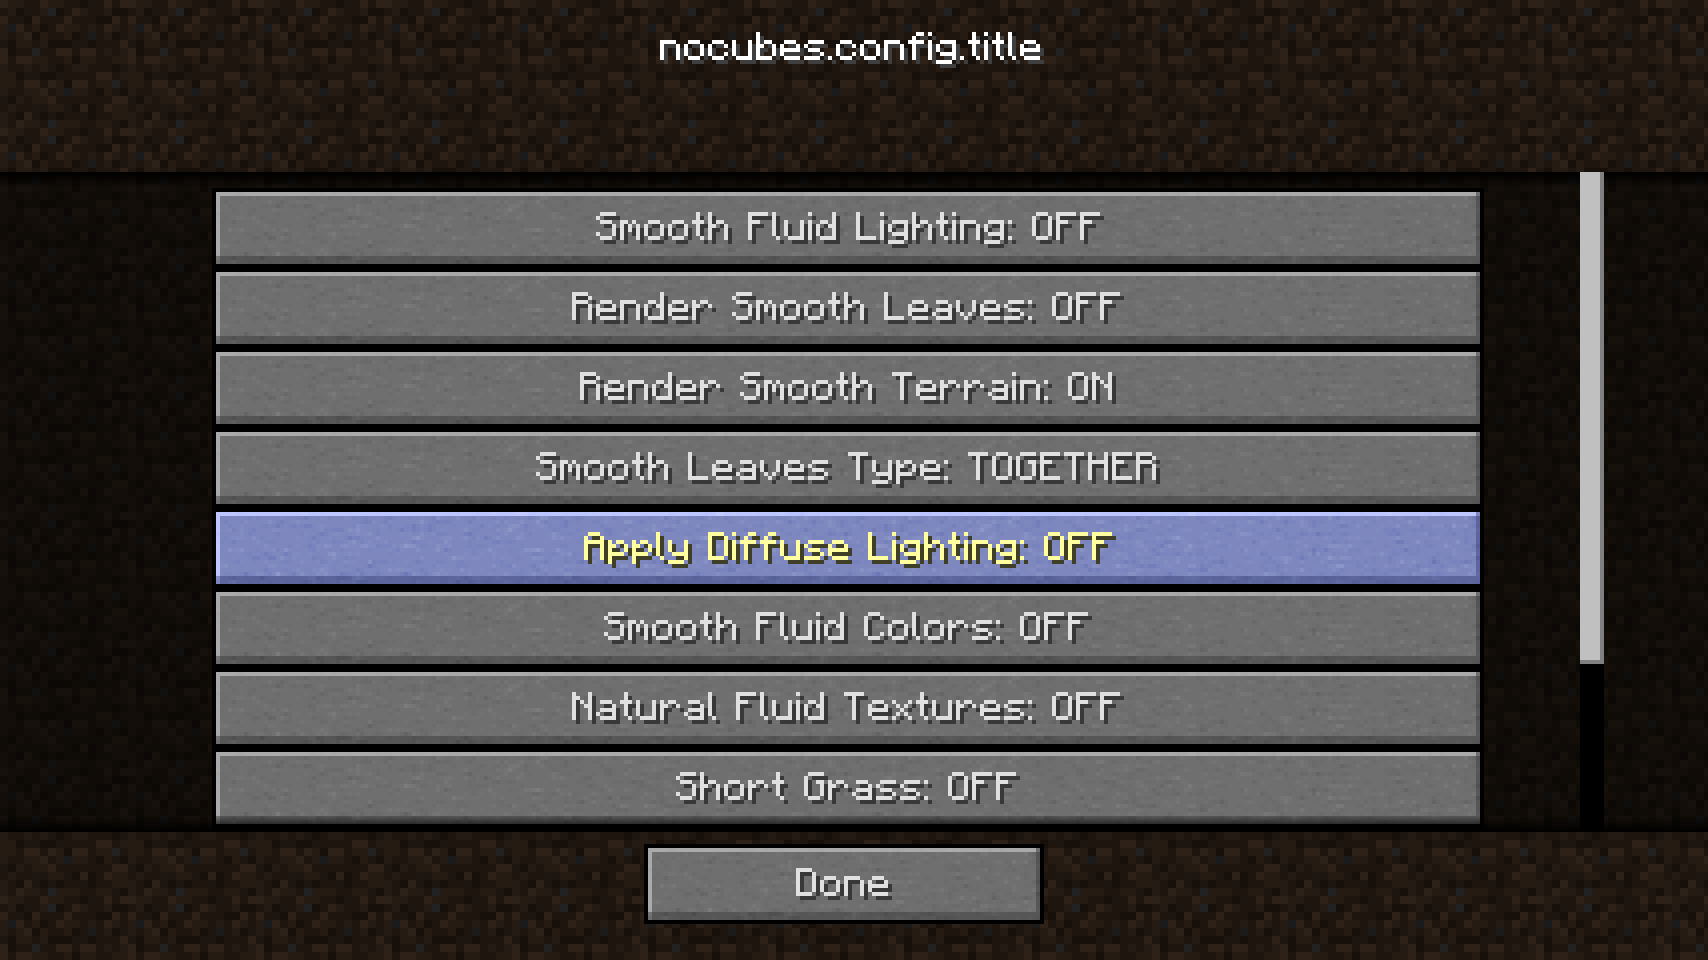 nocubes.config.title
Smooth Fluid Lighting: OFF
Render Smooth Leaves: OFF
Render Smooth Terrain: ON
Smooth Leaves Type: TOGETHER
Apply Diffuse Lighting: OFF
Smooth Fluid Colors: OFF
Natural Fluid Textures: OFF
Short Grass: OFF
Done